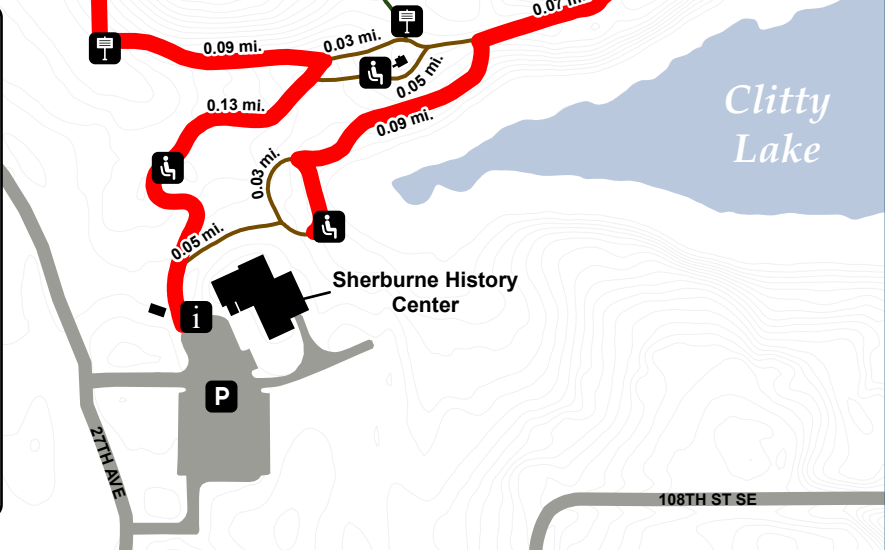 0.07 mi.
0.09 mi.
0.03 mi.
0.05 mi.
Clitty
Lake
0.13 mi.
0.09 mi.
0.03 mi.
0.05 mi.
Sherburne History
Center
i
P
27TH AVE
108TH ST SE